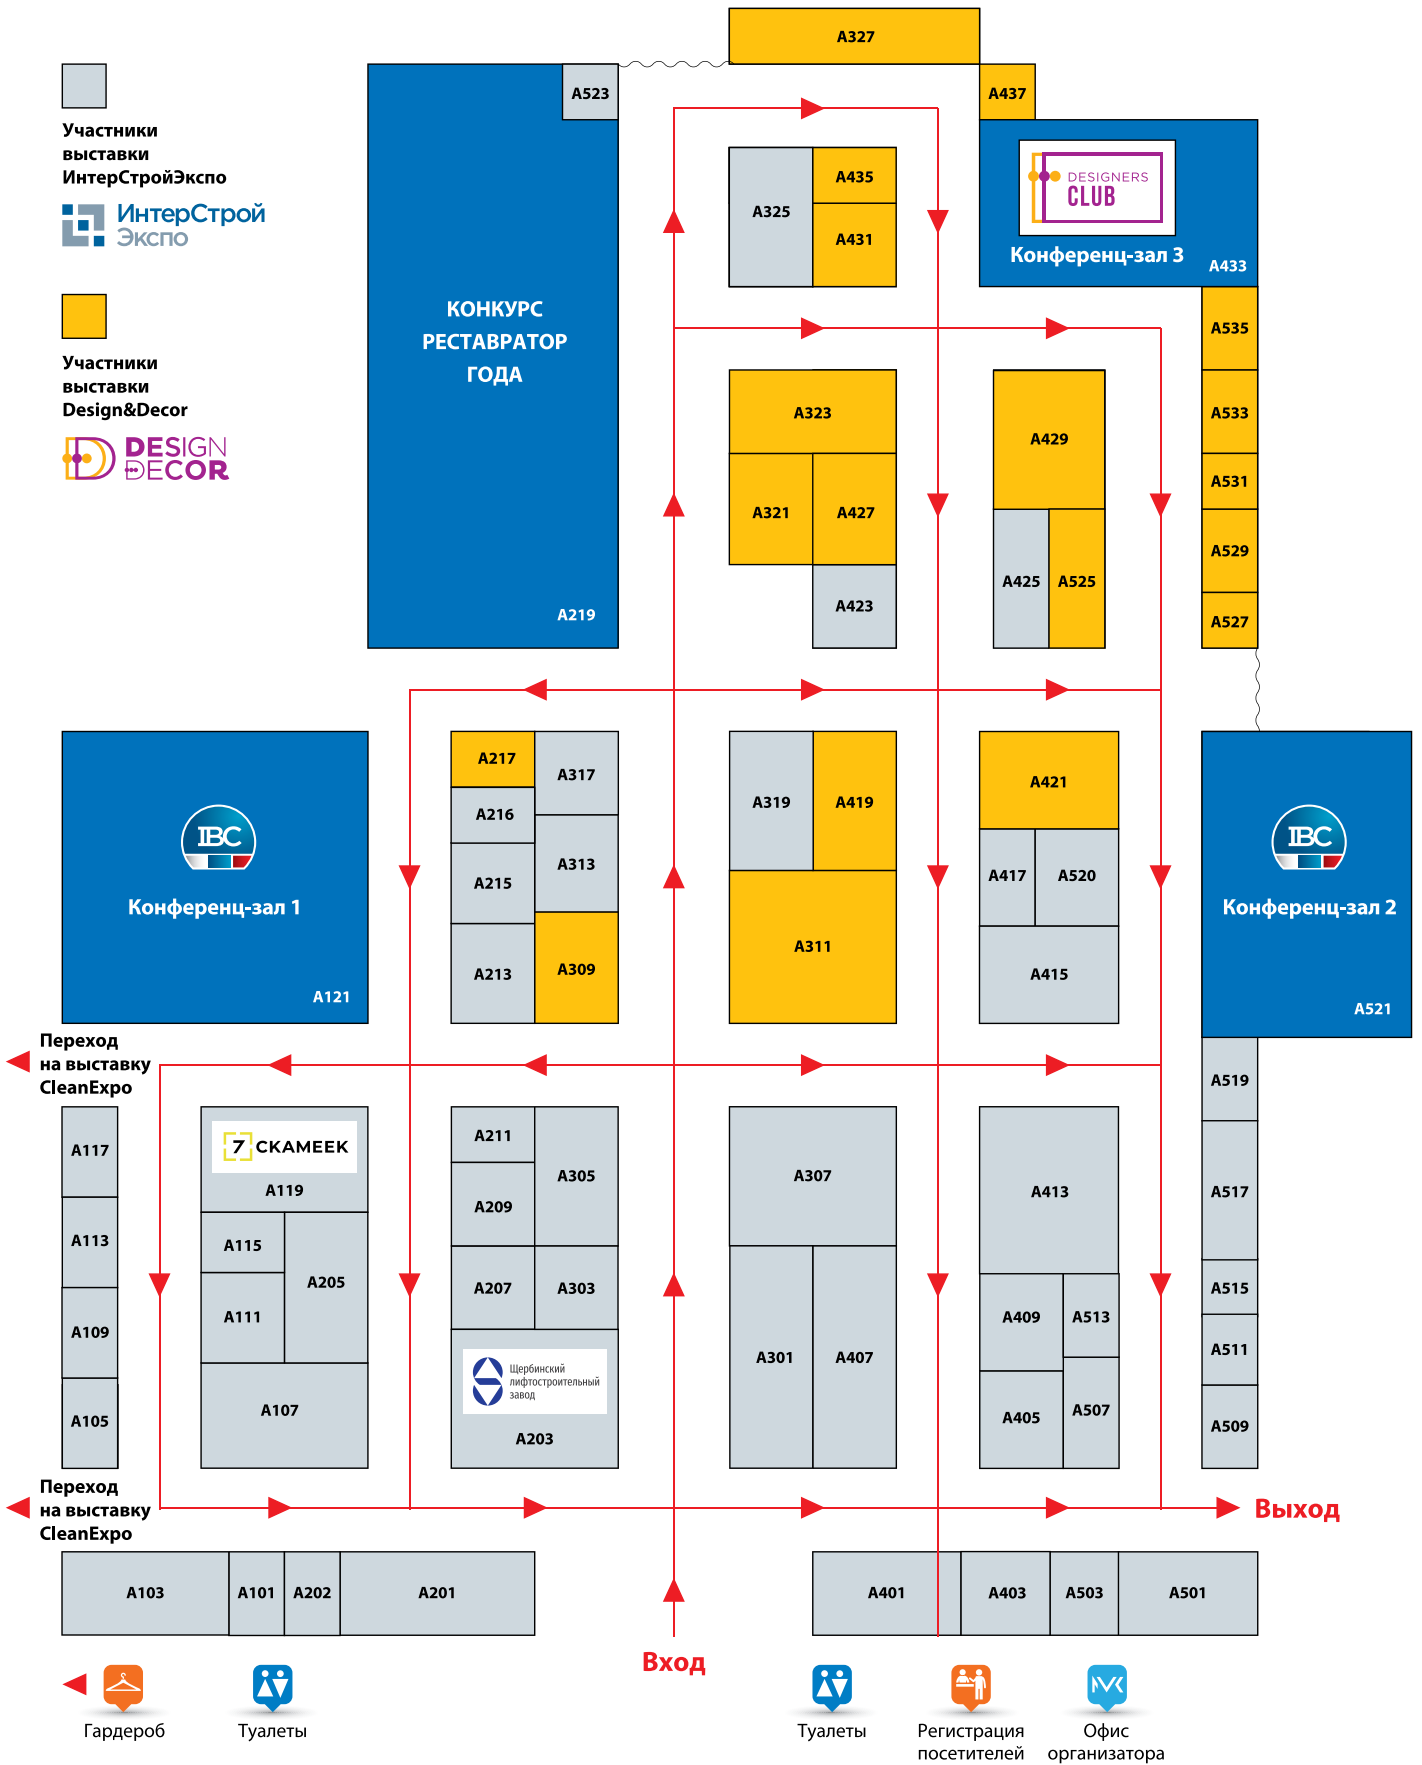 A327
A523
A437
Участники
выставки
ИнтерСтройЭкспо
ИнтерСтрой
Экспо
A435
A325
A431
DESIGNERS
CLUB
Конференц-зал 3
A433
КОНКУРС
РЕСТАВРАТОР
ГОДА
A219
Участники
выставки
Design&Decor
DESIGN
DECOR
A535
A323
A533
A429
A531
A321
A427
A529
A425
A525
A423
A527
A217
A317
A216
A313
A215
A213
A309
A319
A419
A311
A421
A417
A520
A415
IBC
Конференц-зал 1
A121
IBC
Конференц-зал 2
A521
Переход
на выставку
CleanExpo
A519
A117
7 СКАМЕЕК
A119
A211
A305
A209
A307
A413
A517
A113
A115
A205
A111
A207
A303
A409
A513
A515
A109
A301
A407
A511
Щербинский
лифтостроительный
завод
A203
A105
A107
A405
A507
A509
Переход
на выставку
CleanExpo
Выход
A103
A101
A202
A201
A401
A403
A503
A501
Вход
Гардероб
Туалеты
Туалеты
Регистрация
посетителей
Офис
организатора